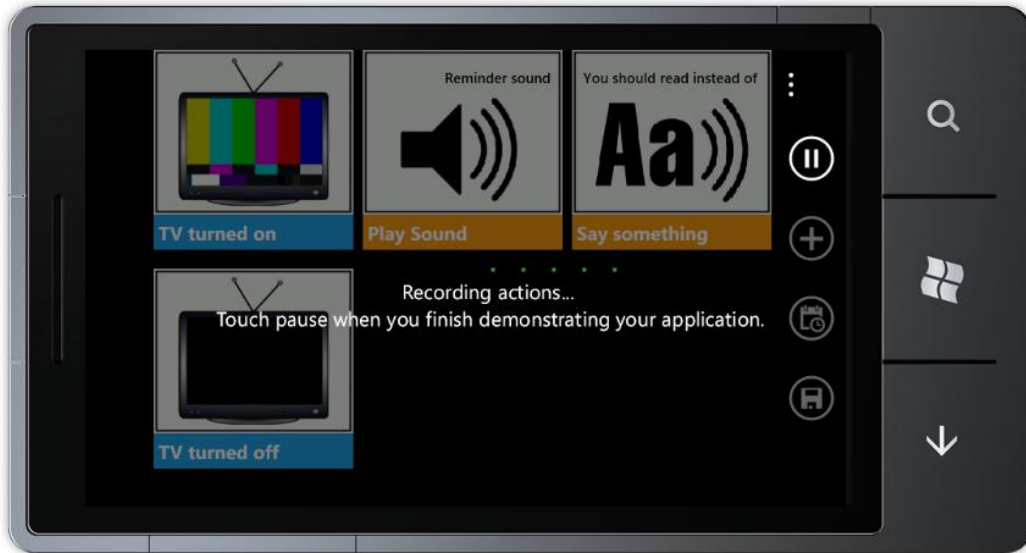 Reminder sound
You should read instead of
Aa
TV turned on
Play Sound
Say something
Recording actions...
Touch pause when you finish demonstrating your application.
TV turned off